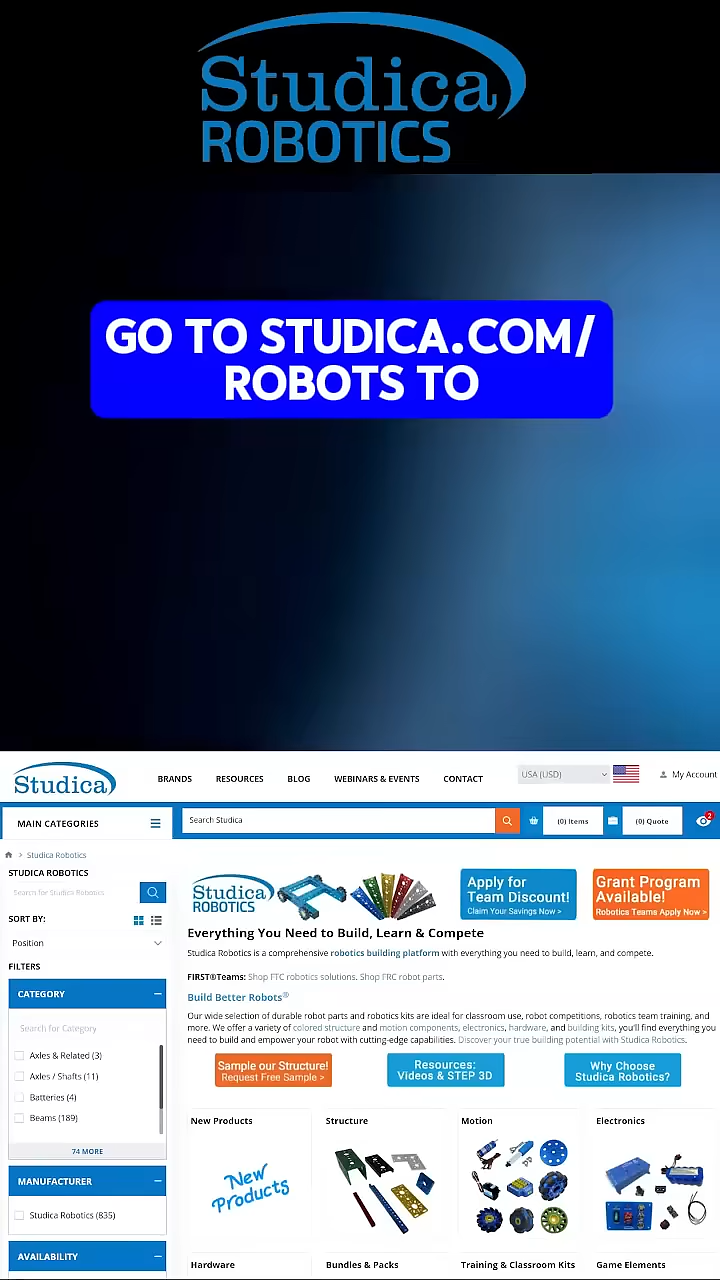 Studica
ROBOTICS
GO TO STUDICA.COM/
ROBOTS TO
Studica
BRANDS
RESOURCES
BLOG
WEBINARS & EVENTS
CONTACT
USA (USD)
My Account
MAIN CATEGORIES
Search Studica
(0) Items
(0) Quote
2
Studica Robotics
STUDICA ROBOTICS
Search for Studica Robotics
SORT BY:
Position
FILTERS
CATEGORY
Search for Category
Axles & Related (3)
Axles / Shafts (11)
Batteries (4)
Beams (189)
74 MORE
MANUFACTURER
Studica Robotics (835)
AVAILABILITY
Studica
ROBOTICS
Apply for
Team Discount!
Claim Your Savings Now >
Grant Program
Available!
Robotics Teams Apply Now >
Everything You Need to Build, Learn & Compete
Studica Robotics is a comprehensive robotics building platform with everything you need to build, learn, and compete.
FIRST®Teams: Shop FTC robotics solutions. Shop FRC robot parts.
Build Better Robots®
Our wide selection of durable robot parts and robotics kits are ideal for classroom use, robot competitions, robotics team training, and
more. We offer a variety of colored structure and motion components, electronics, hardware, and building kits, you'll find everything you
need to build and empower your robot with cutting-edge capabilities. Discover your true building potential with Studica Robotics.
Sample our Structure!
Request Free Sample >
Resources:
Videos & STEP 3D
Why Choose
Studica Robotics?
New Products
Structure
Motion
Electronics
New
Products
Hardware
Bundles & Packs
Training & Classroom Kits
Game Elements